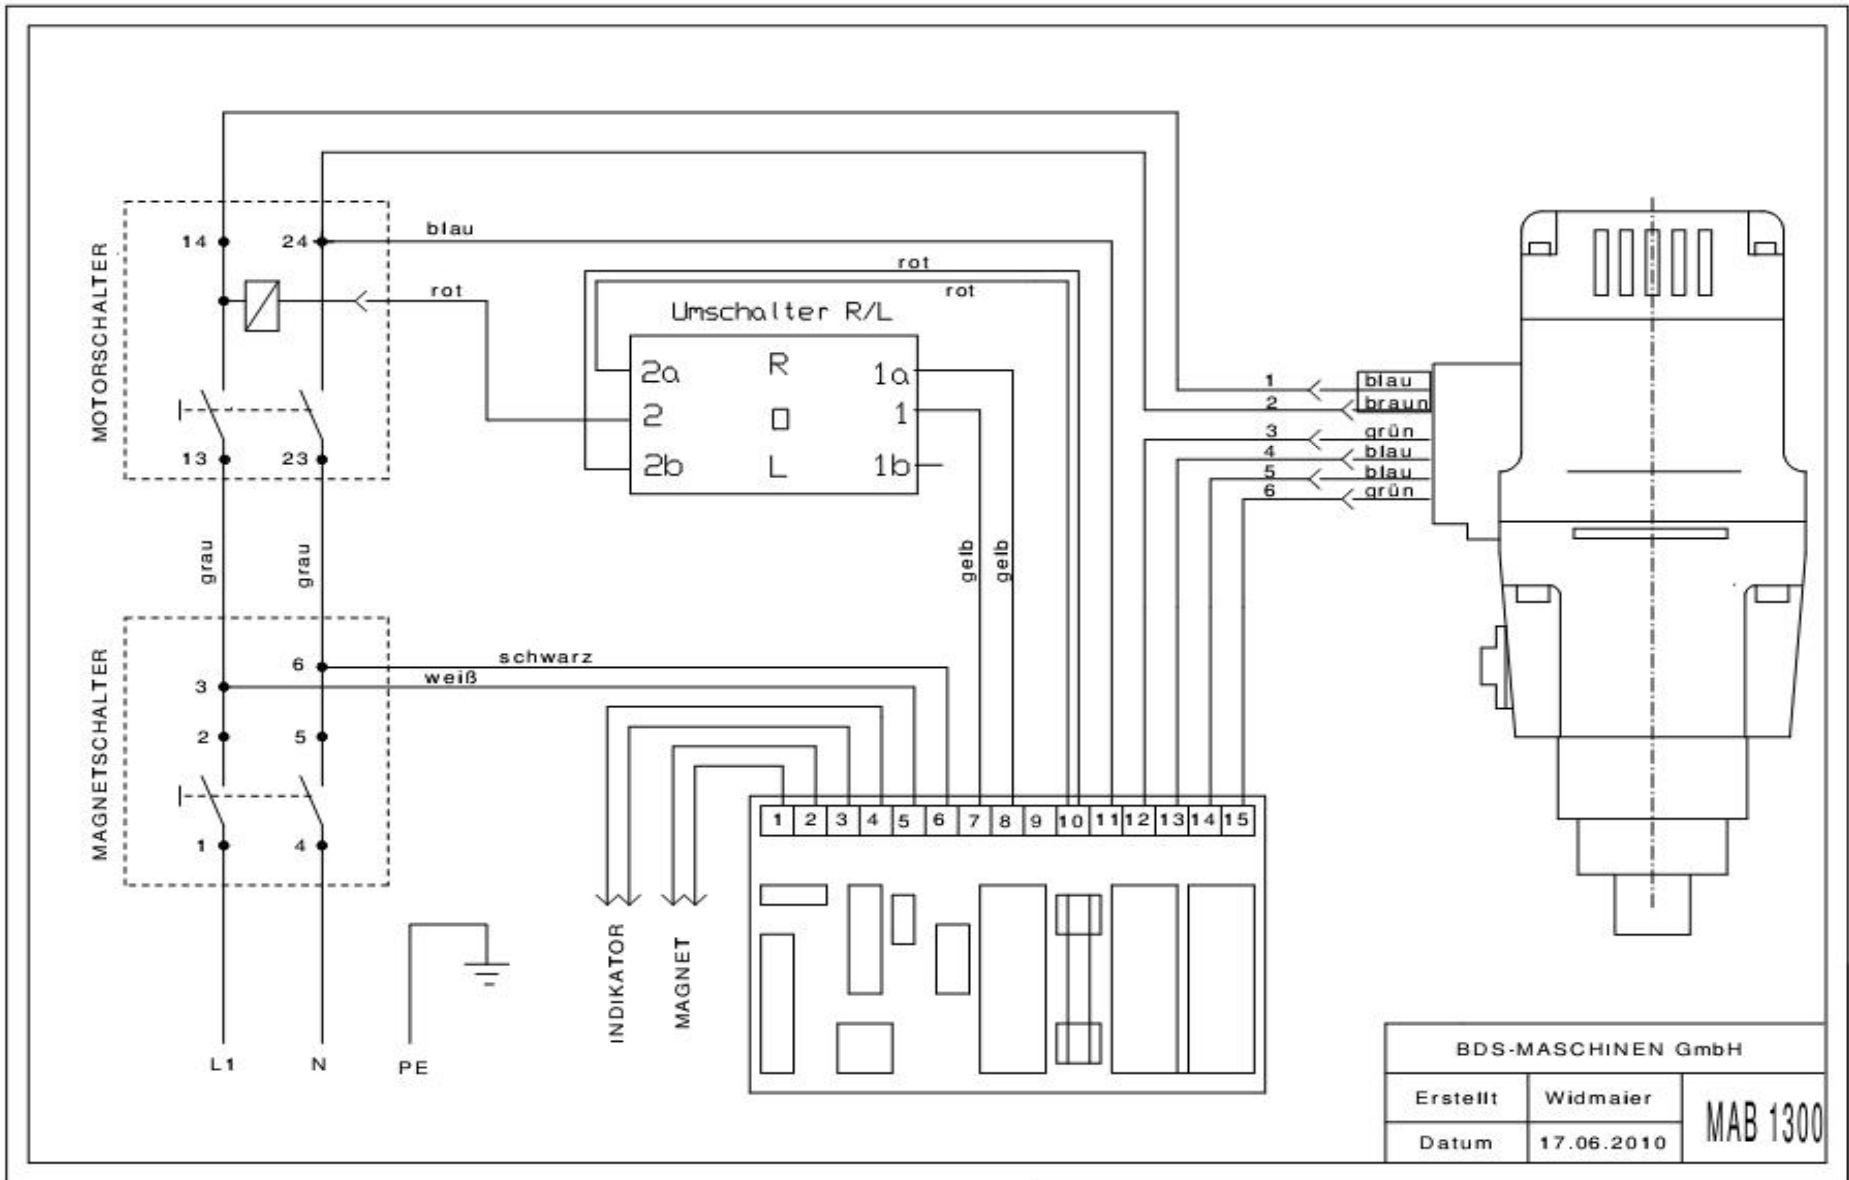 MOTORSCHALTER
14
24
blau
rot
rot
rot
13
23
Umschalter R/L
2a R 1a
2 1
2b L 1b
1 blau
2 braun
3 grün
4 blau
5 blau
6 grün
grau
grau
gelb
gelb
MAGNETSCHALTER
6
schwarz
3
weiß
2
5
1
4
1 2 3 4 5 6 7 8 9 10 11 12 13 14 15
INDIKATOR
MAGNET
L1
N
PE
BDS-MASCHINEN GmbH
Erstellt Widmaier
MAB 1300
Datum 17.06.2010